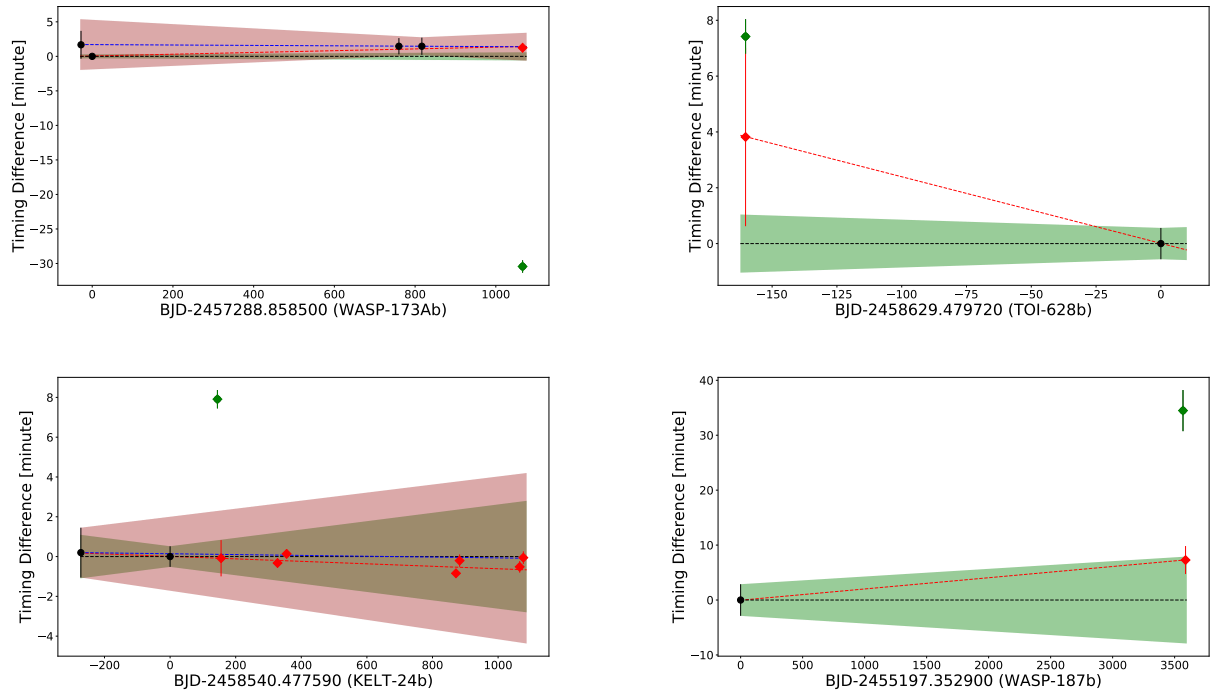 Timing Difference [minute]
5
0
−5
−10
−15
−20
−25
−30
0 200 400 600 800 1000
BJD-2457288.858500 (WASP-173Ab)
Timing Difference [minute]
8
6
4
2
0
−150 −125 −100 −75 −50 −25 0
BJD-2458629.479720 (TOI-628b)
Timing Difference [minute]
8
6
4
2
0
−2
−4
−200 0 200 400 600 800 1000
BJD-2458540.477590 (KELT-24b)
Timing Difference [minute]
40
30
20
10
0
−10
0 500 1000 1500 2000 2500 3000 3500
BJD-2455197.352900 (WASP-187b)